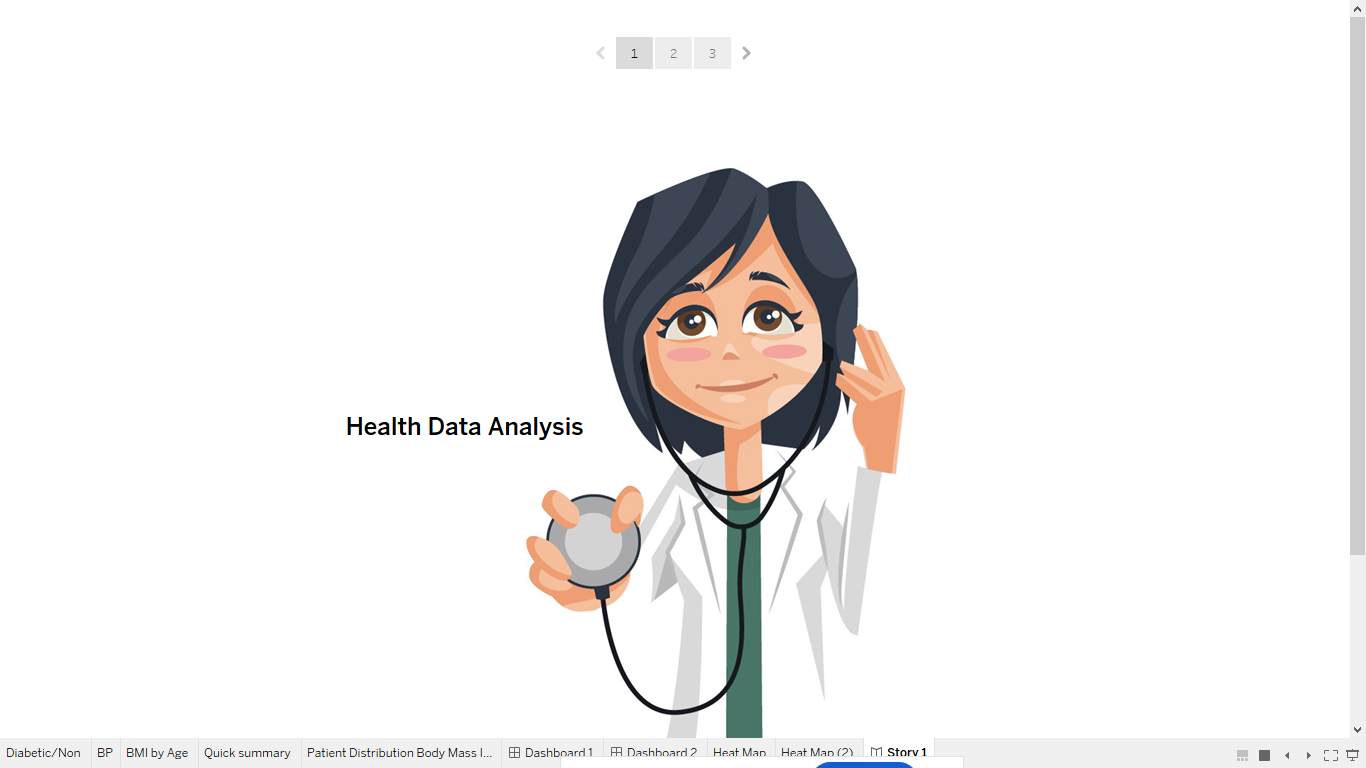 1 2 3
Health Data Analysis
Diabetic/Non BP BMI by Age Quick summary Patient Distribution Body Mass I... Dashboard 1 Dashboard 2 Heat Map Heat Map (2) Story 1